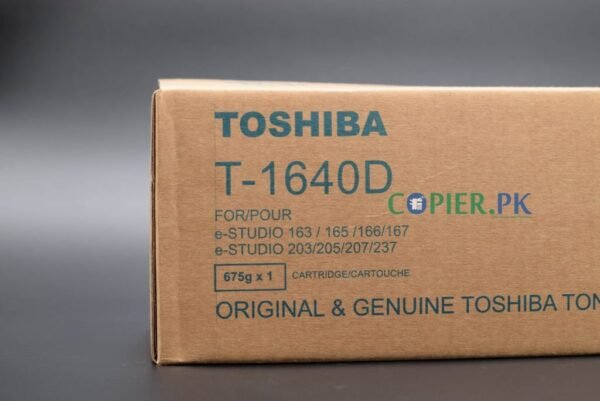 TOSHIBA
T-1640D
COPIER.PK
FOR/POUR
e-STUDIO 163 / 165 /166/167
e-STUDIO 203/205/207/237
675g x 1 CARTRIDGE/CARTOUCHE
ORIGINAL & GENUINE TOSHIBA TON